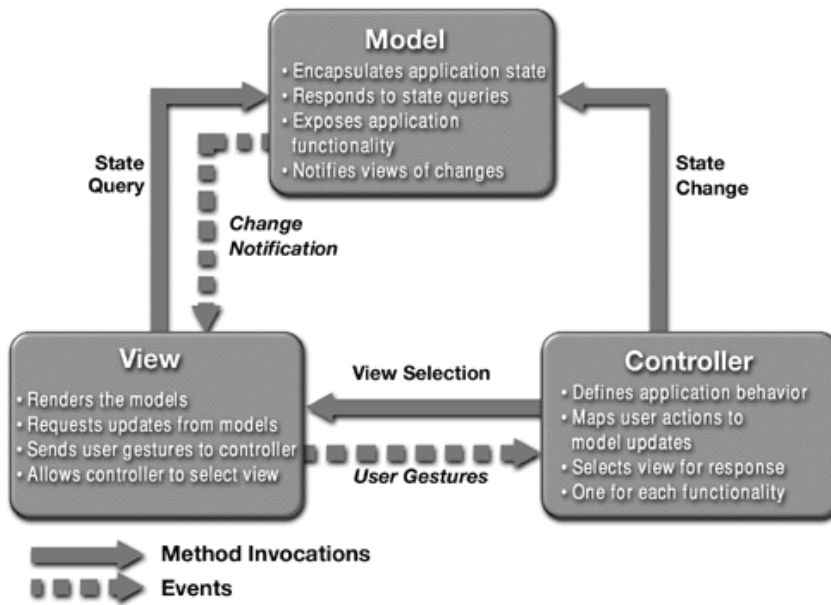 Model
• Encapsulates application state
• Responds to state queries
• Exposes application
functionality
• Notifies views of changes
State
Query
Change
Notification
State
Change
View
• Renders the models
• Requests updates from models
• Sends user gestures to controller
• Allows controller to select view
View Selection
User Gestures
Controller
• Defines application behavior
• Maps user actions to
model updates
• Selects view for response
• One for each functionality
Method Invocations
Events